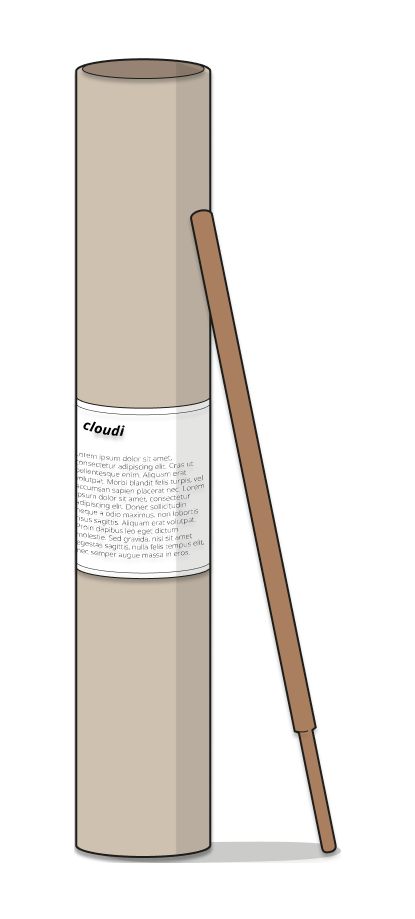 cloudi
orem ipsum dolor sit amet,
consectetur adipiscing elit. Cras ut
pellentesque enim. Aliquam erat
volutpat. Morbi blandit felis turpis, vel
accumsan sapien placerat nec. Lorem
ipsum dolor sit amet, consectetur
adipiscing elit. Donec sollicitudin
neque a odio maximus, non lobortis
risus sagittis. Aliquam erat volutpat.
Proin dapibus leo eget dictum
molestie. Sed gravida, nisi sit amet
egestas sagittis, nulla felis tempus elit,
nec semper augue massa in eros.